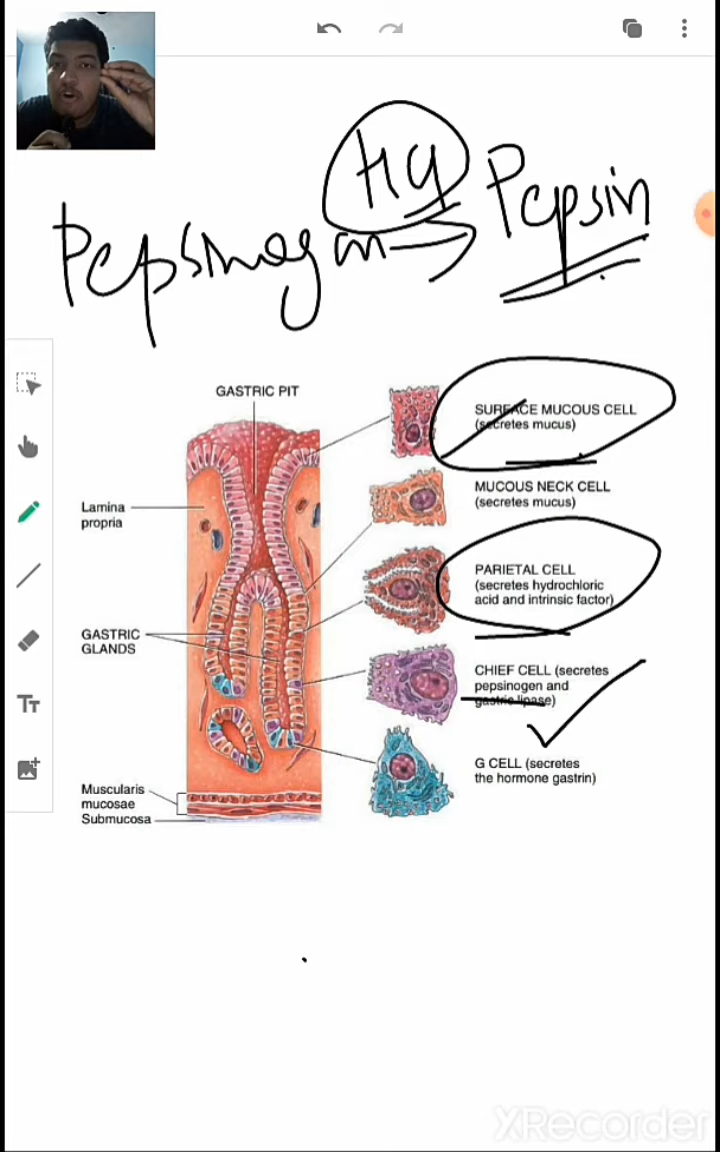 HCl
Pepsinogen → Pepsin
GASTRIC PIT
SURFACE MUCOUS CELL
(secretes mucus)
MUCOUS NECK CELL
(secretes mucus)
Lamina
propria
PARIETAL CELL
(secretes hydrochloric
acid and intrinsic factor)
GASTRIC
GLANDS
CHIEF CELL (secretes
pepsinogen and
gastric lipase)
G CELL (secretes
the hormone gastrin)
Muscularis
mucosae
Submucosa
TT
XRecorder